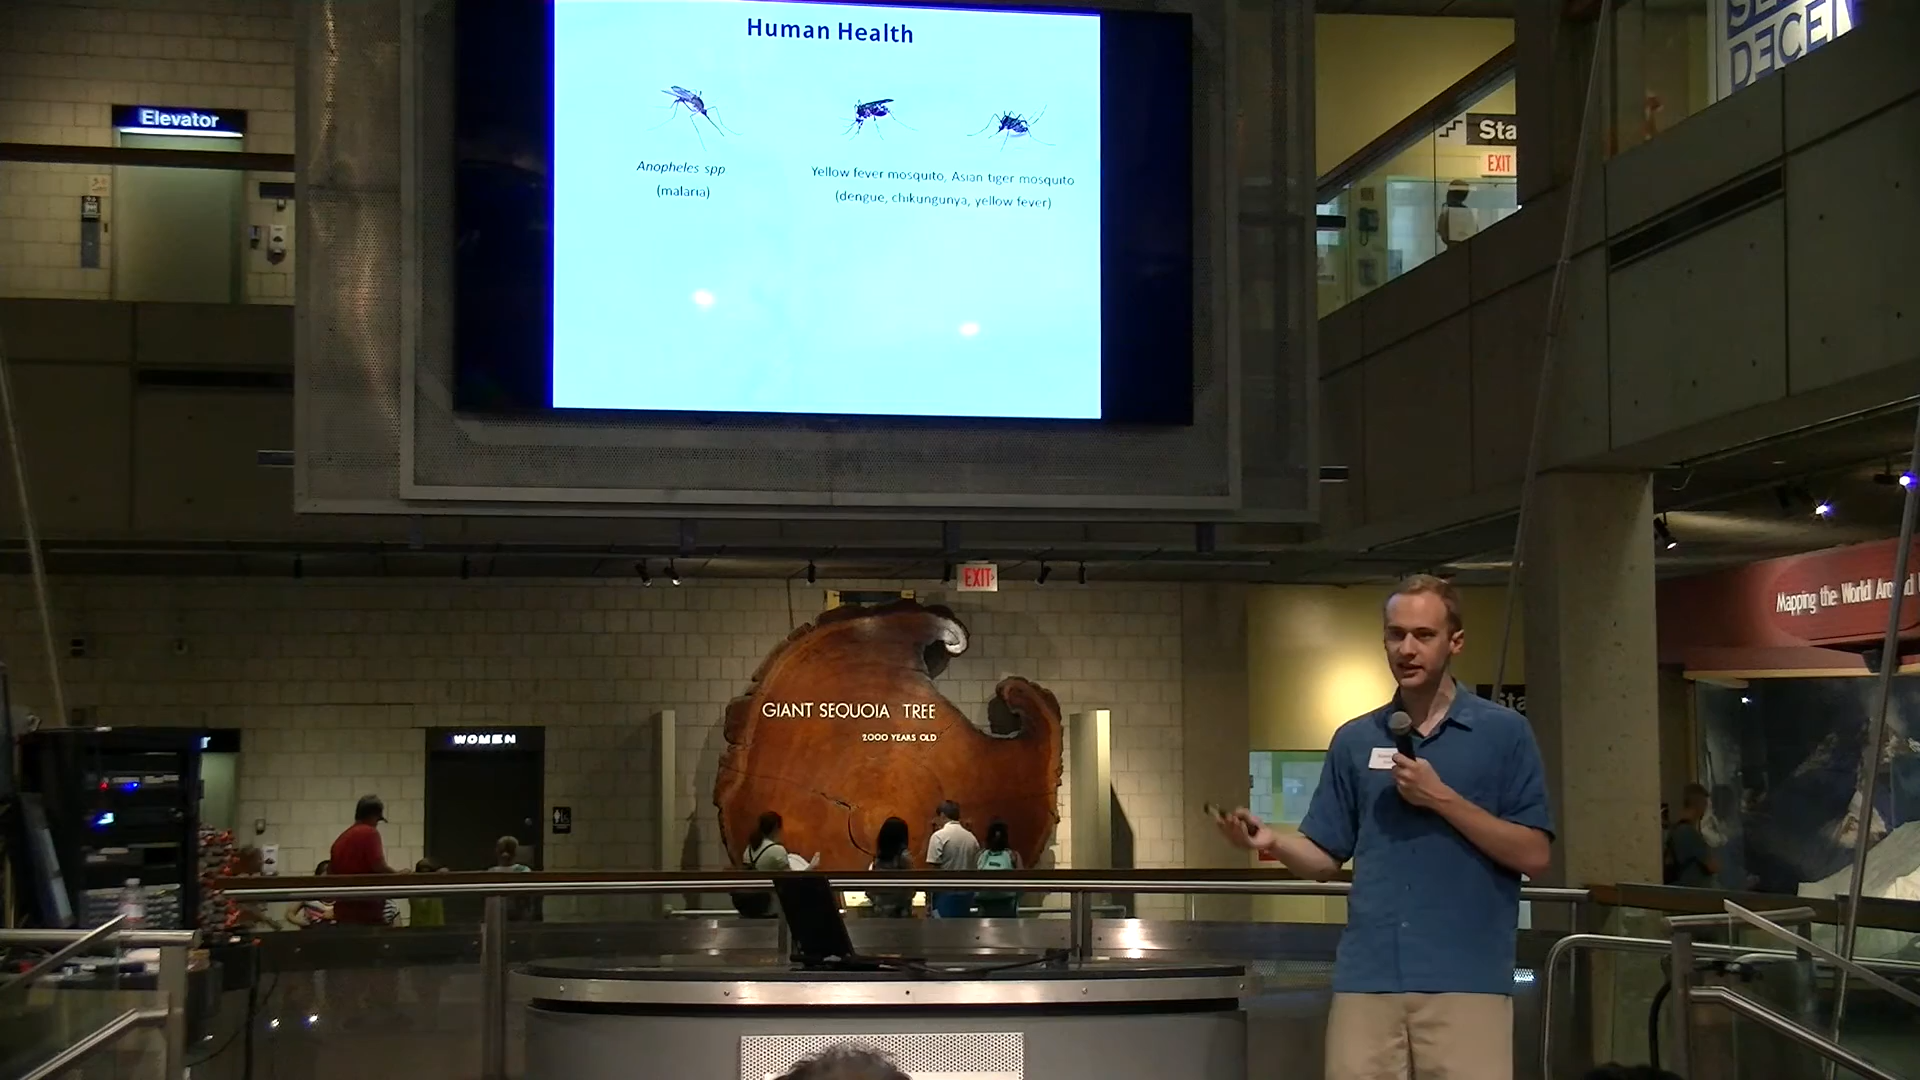 Human Health
Elevator
Anopheles spp
(malaria)
Yellow fever mosquito, Asian tiger mosquito
(dengue, chikungunya, yellow fever)
Sta
EXIT
EXIT
Mapping the World
GIANT SEQUOIA TREE
2000 YEARS OLD
WOMEN